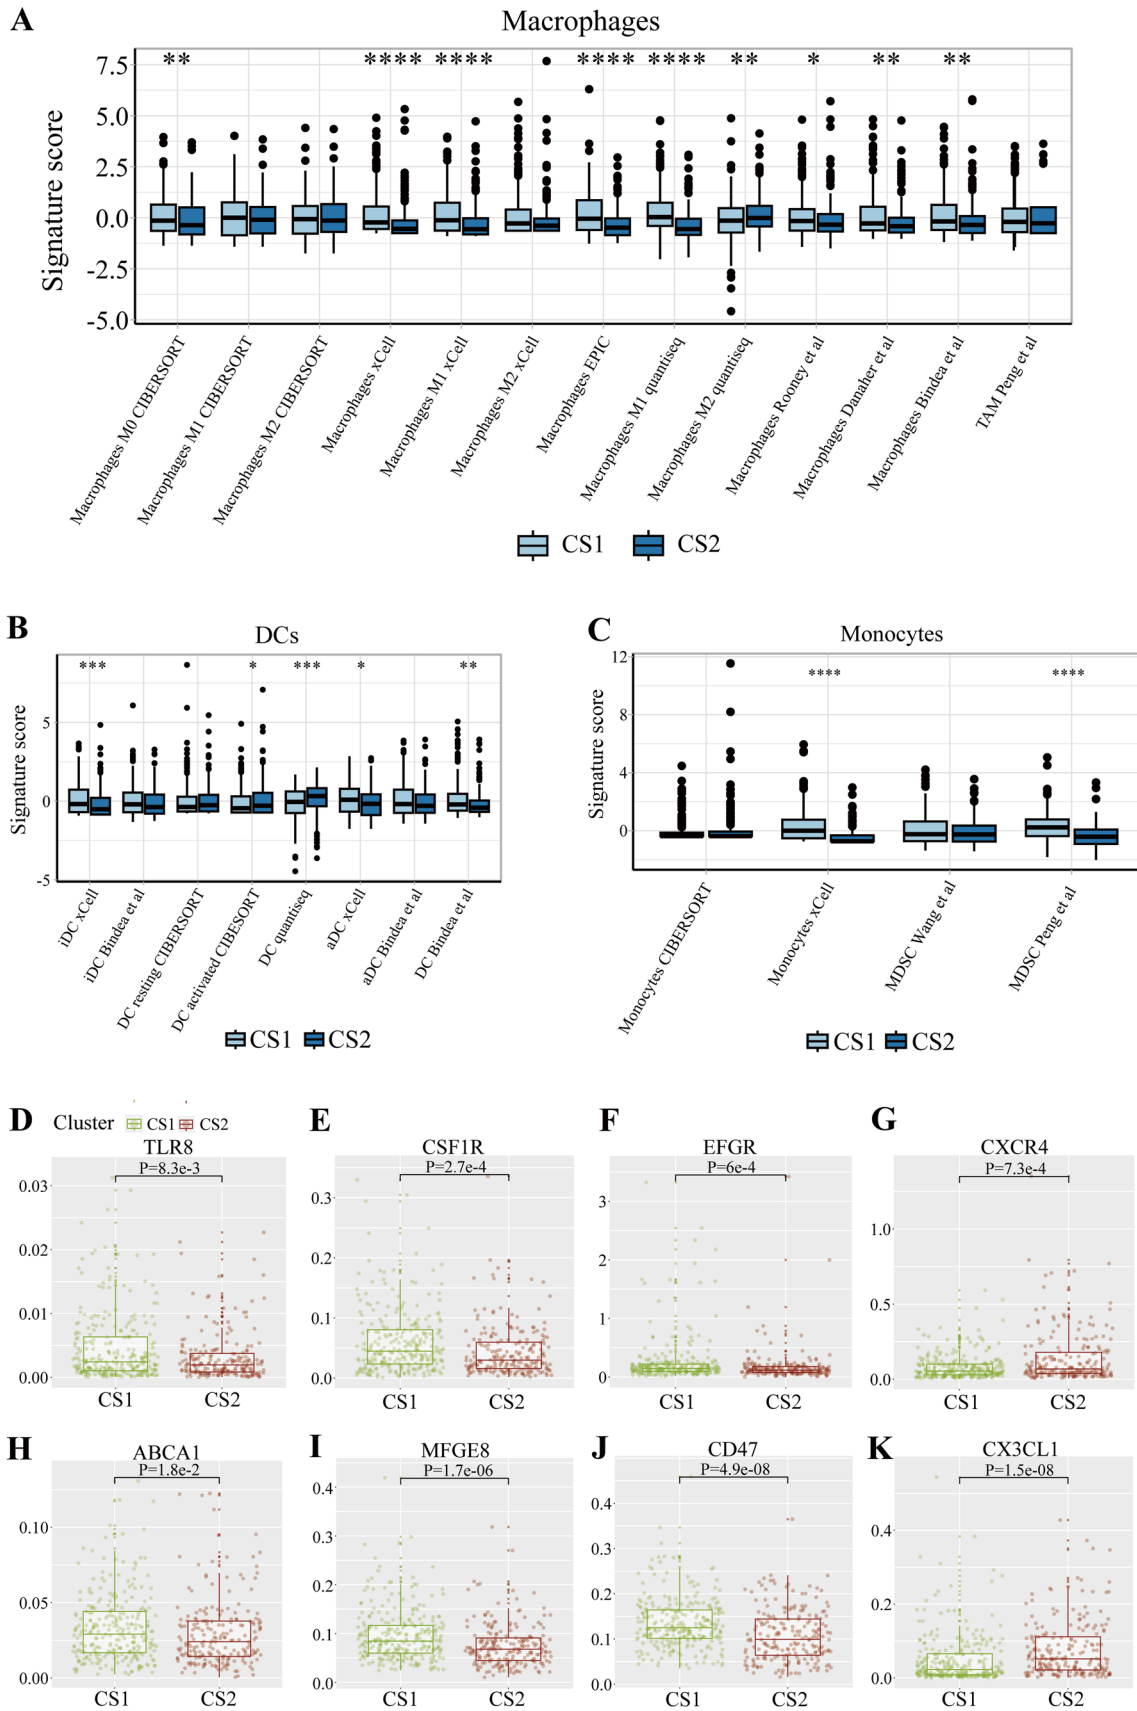 A
Macrophages
** **** **** **** **** ** * ** **
Signature score
7.5
5.0
2.5
0.0
-2.5
-5.0
Macrophages M0 CIBERSORT
Macrophages M1 CIBERSORT
Macrophages M2 CIBERSORT
Macrophages xCell
Macrophages M1 xCell
Macrophages M2 xCell
Macrophages EPIC
Macrophages M1 quantiseq
Macrophages M2 quantiseq
Macrophages Rooney et al
Macrophages Danaher et al
Macrophages Bindea et al
TAM Peng et al
CS1 CS2
B
DCs
*** * *** * **
Signature score
5
0
-5
iDC xCell
iDC Bindea et al
DC resting CIBERSORT
DC activated CIBESORT
DC quantiseq
aDC xCell
aDC Bindea et al
DC Bindea et al
CS1 CS2
C
Monocytes
**** ****
Signature score
12
8
4
0
Monocytes CIBERSORT
Monocytes xCell
MDSC Wang et al
MDSC Peng et al
CS1 CS2
D
Cluster CS1 CS2
TLR8
P=8.3e-3
0.03
0.02
0.01
0.00
CS1 CS2
E
CSF1R
P=2.7e-4
0.3
0.2
0.1
0.0
CS1 CS2
F
EFGR
P=6e-4
3
2
1
0
CS1 CS2
G
CXCR4
P=7.3e-4
1.0
0.5
0.0
CS1 CS2
H
ABCA1
P=1.8e-2
0.10
0.05
0.00
CS1 CS2
I
MFGE8
P=1.7e-06
0.4
0.3
0.2
0.1
0.0
CS1 CS2
J
CD47
P=4.9e-08
0.4
0.3
0.2
0.1
0.0
CS1 CS2
K
CX3CL1
P=1.5e-08
0.4
0.2
0.0
CS1 CS2